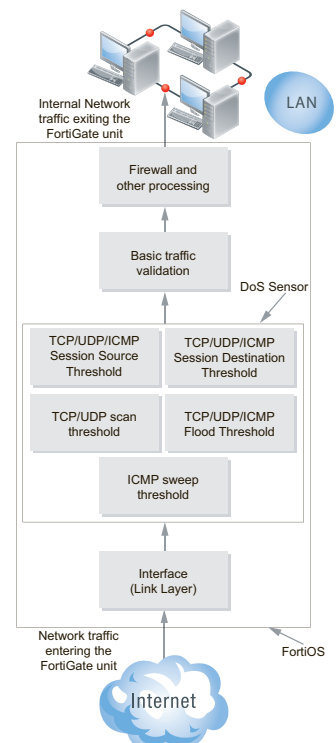 Internal Network
traffic exiting the
FortiGate unit
LAN
Firewall and
other processing
Basic traffic
validation
DoS Sensor
TCP/UDP/ICMP
Session Source
Threshold
TCP/UDP/ICMP
Session Destination
Threshold
TCP/UDP scan
threshold
TCP/UDP/ICMP
Flood Threshold
ICMP sweep
threshold
Interface
(Link Layer)
Network traffic
entering the
FortiGate unit
FortiOS
Internet